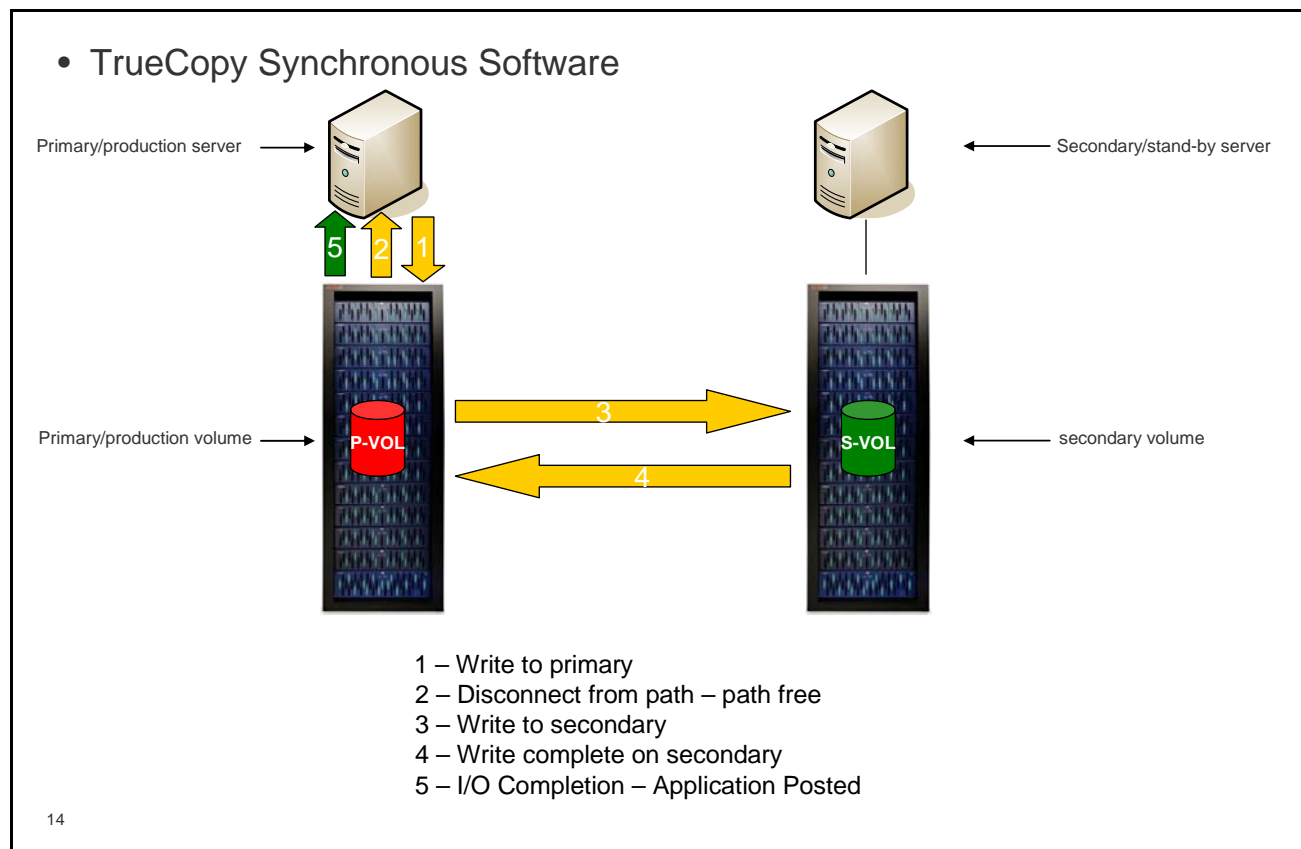 • TrueCopy Synchronous Software
Primary/production server
Secondary/stand-by server
5 2 1
3
Primary/production volume
P-VOL
S-VOL
secondary volume
4
1 – Write to primary
2 – Disconnect from path – path free
3 – Write to secondary
4 – Write complete on secondary
5 – I/O Completion – Application Posted
14